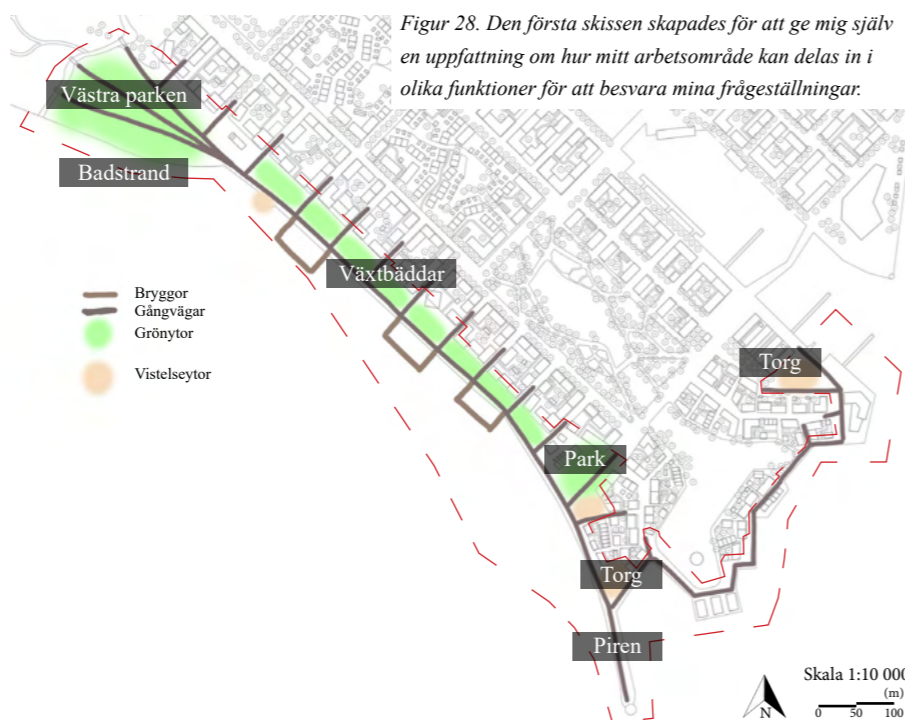 Figur 28. Den första skissen skapades för att ge mig själv
en uppfattning om hur mitt arbetsområde kan delas in i
olika funktioner för att besvara mina frågeställningar.
Västra parken
Badstrand
Växtbäddar
Bryggor
Gångvägar
Grönytor
Vistelseytor
Torg
Park
Torg
Piren
N
Skala 1:10 000
(m)
0 50 100